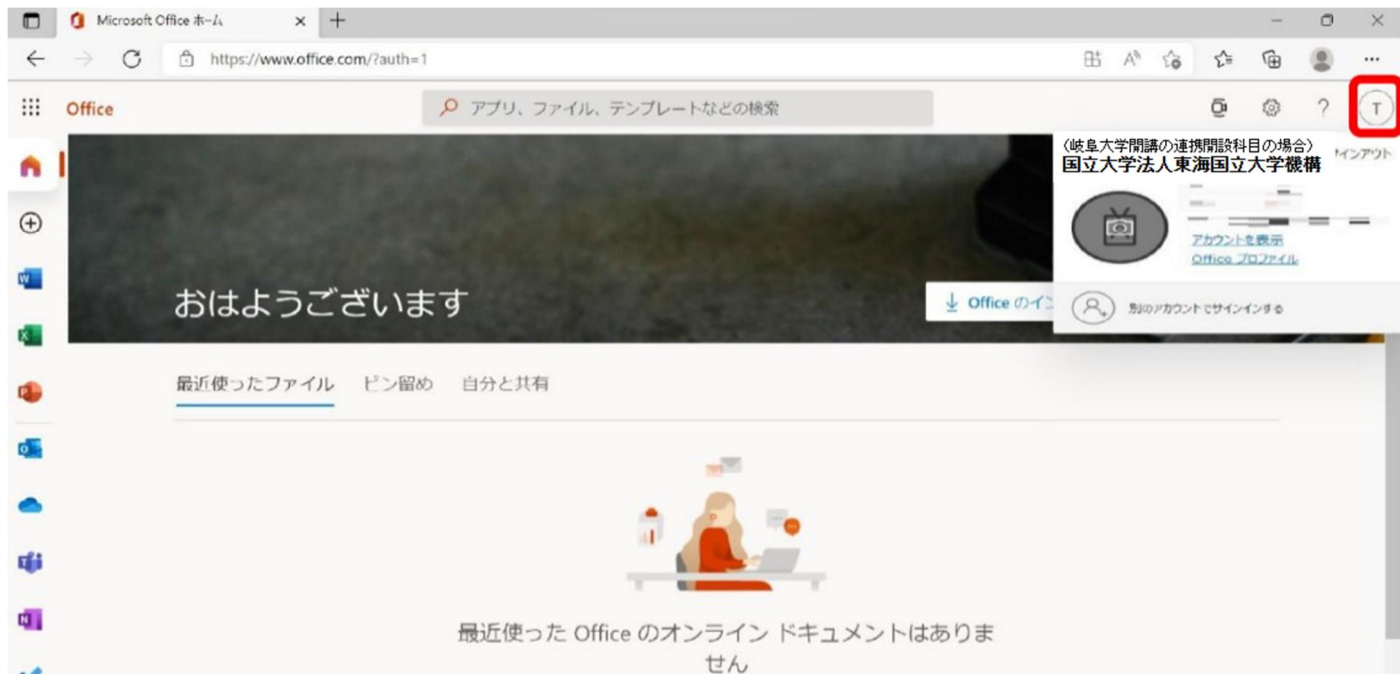 Microsoft Office ホーム
https://www.office.com/?auth=1
Office
アプリ、ファイル、テンプレートなどの検索
?
T
(岐阜大学開講の連携開設科目の場合)
国立大学法人東海国立大学機構
サインアウト
アカウントを表示
Office プロファイル
別のアカウントでサインインする
おはようございます
Office のイン
最近使ったファイル ピン留め 自分と共有
最近使った Office のオンライン ドキュメントはありま
せん